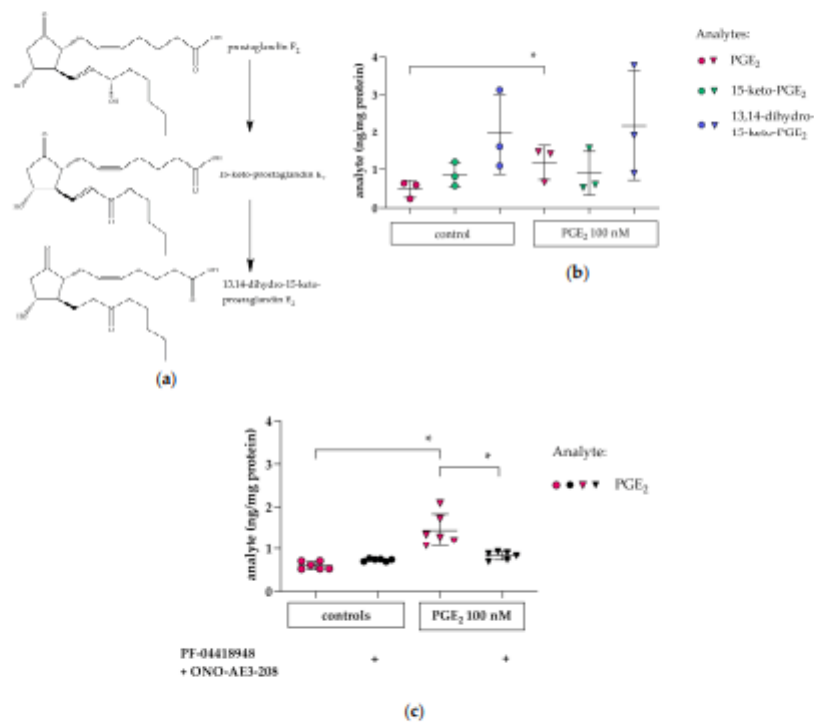 prostaglandin E₂
15-keto-prostaglandin E₂
13,14-dihydro-15-keto-
prostaglandin E₂
(a)
Analytes:
PGE₂
15-keto-PGE₂
13,14-dihydro-
15-keto-PGE₂
analyte (ng/mg protein)
4
3
2
1
0
*
control
PGE₂ 100 nM
(b)
analyte (ng/mg protein)
4
3
2
1
0
*
*
Analyte:
PGE₂
controls
PGE₂ 100 nM
PF-04418948
+ ONO-AE3-208
+
+
(c)